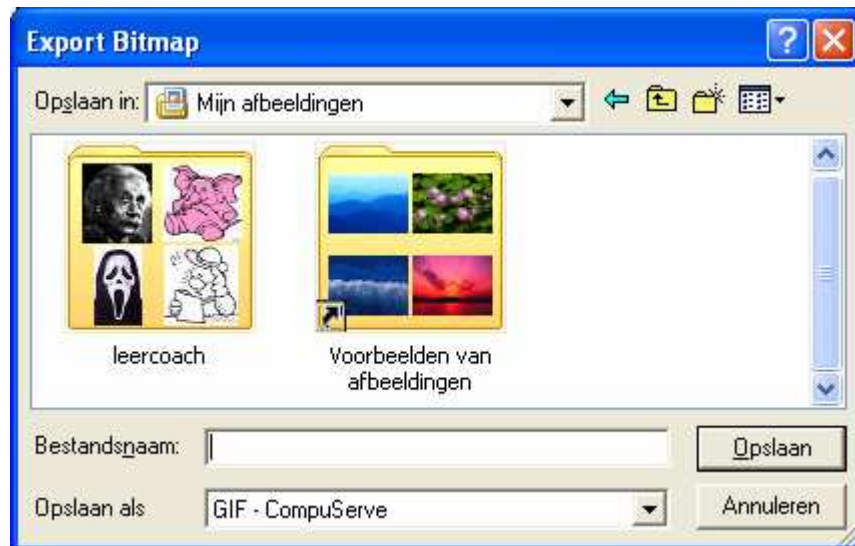 Export Bitmap
Opslaan in: Mijn afbeeldingen
leercoach
Voorbeelden van
afbeeldingen
Bestandsnaam:
Opslaan
Opslaan als
GIF - CompuServe
Annuleren